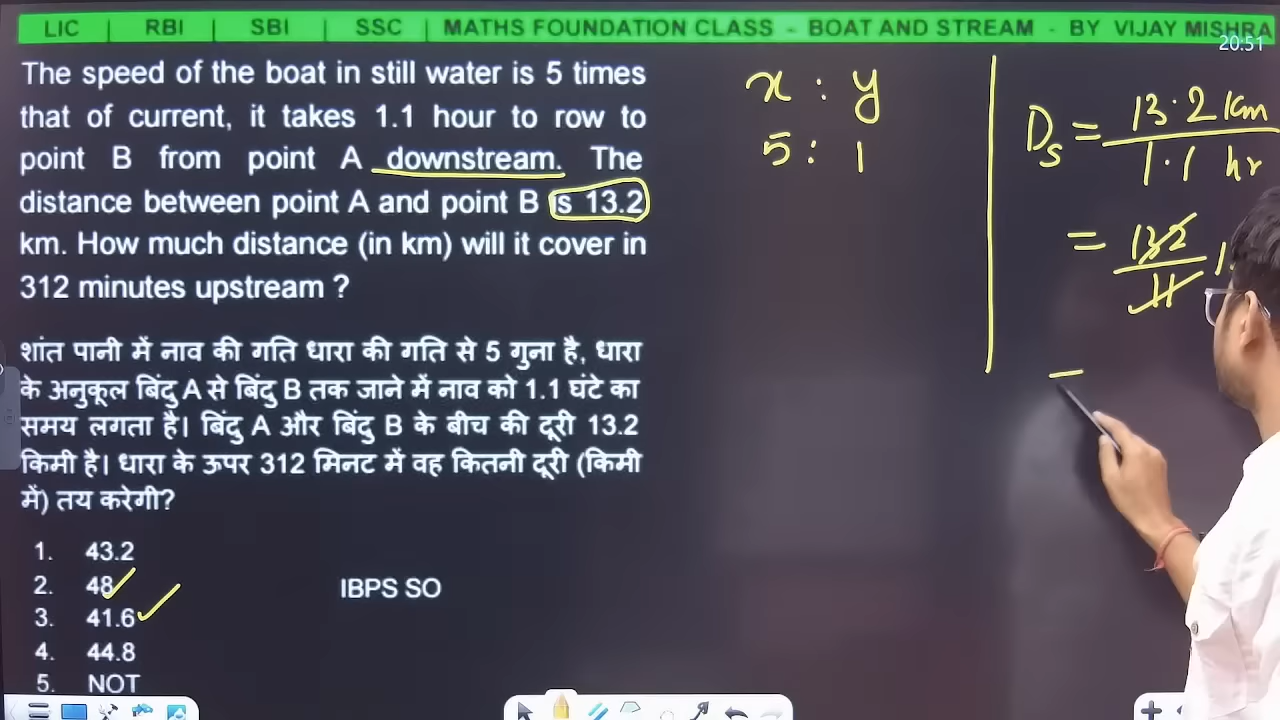 LIC | RBI | SBI | SSC | MATHS FOUNDATION CLASS - BOAT AND STREAM - BY VIJAY MISHRA
20:51
The speed of the boat in still water is 5 times
that of current, it takes 1.1 hour to row to
point B from point A downstream. The
distance between point A and point B is 13.2
km. How much distance (in km) will it cover in
312 minutes upstream ?
शांत पानी में नाव की गति धारा की गति से 5 गुना है, धारा
के अनुकूल बिंदु A से बिंदु B तक जाने में नाव को 1.1 घंटे का
समय लगता है। बिंदु A और बिंदु B के बीच की दूरी 13.2
किमी है। धारा के ऊपर 312 मिनट में वह कितनी दूरी (किमी
में) तय करेगी?
1. 43.2
2. 48
3. 41.6
4. 44.8
5. NOT
IBPS SO
x : y
5 : 1
Ds = 13.2 km
1.1 hr
= 132
11